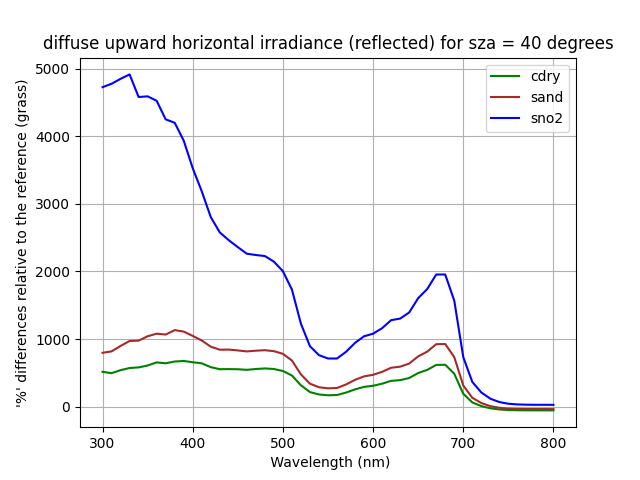 diffuse upward horizontal irradiance (reflected) for sza = 40 degrees
'%' differences relative to the reference (grass)
5000
4000
3000
2000
1000
0
cdry
sand
sno2
300 400 500 600 700 800
Wavelength (nm)